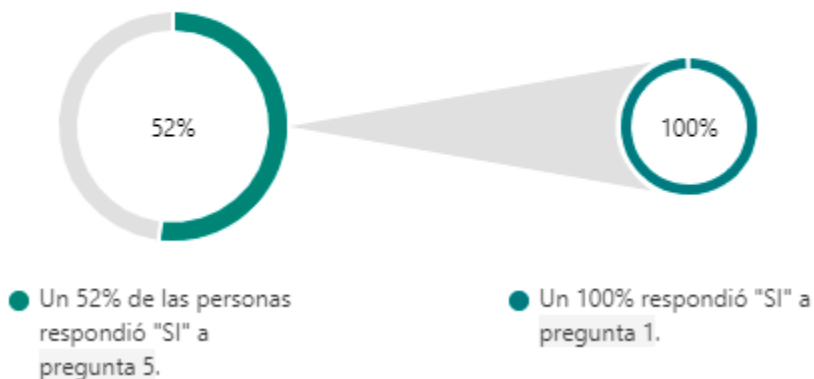 52%
100%
Un 52% de las personas
respondió "SI" a
pregunta 5.
Un 100% respondió "SI" a
pregunta 1.